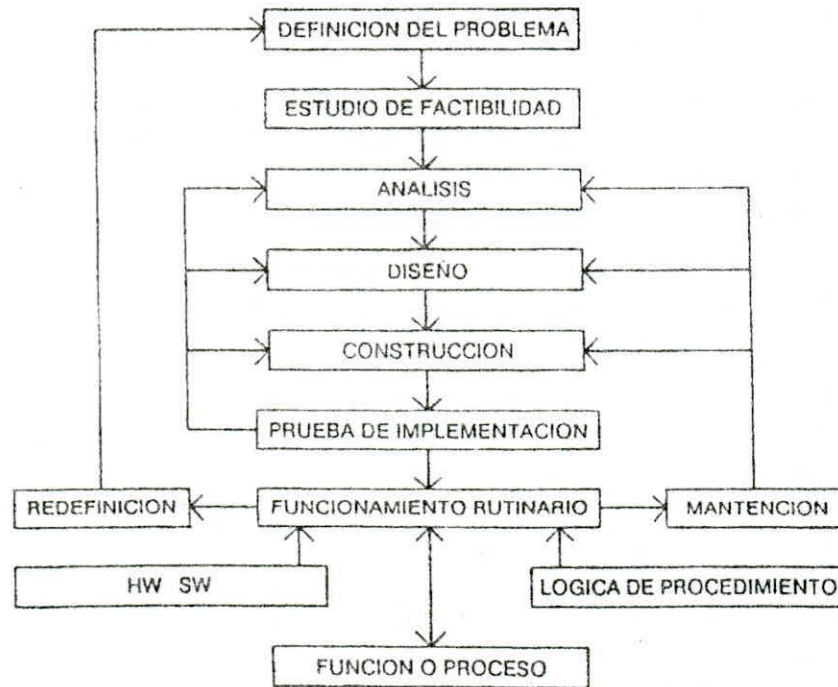 DEFINICION DEL PROBLEMA
ESTUDIO DE FACTIBILIDAD
ANALISIS
DISEÑO
CONSTRUCCION
PRUEBA DE IMPLEMENTACION
REDEFINICION
FUNCIONAMIENTO RUTINARIO
MANTENCION
HW SW
LOGICA DE PROCEDIMIENTO
FUNCION O PROCESO